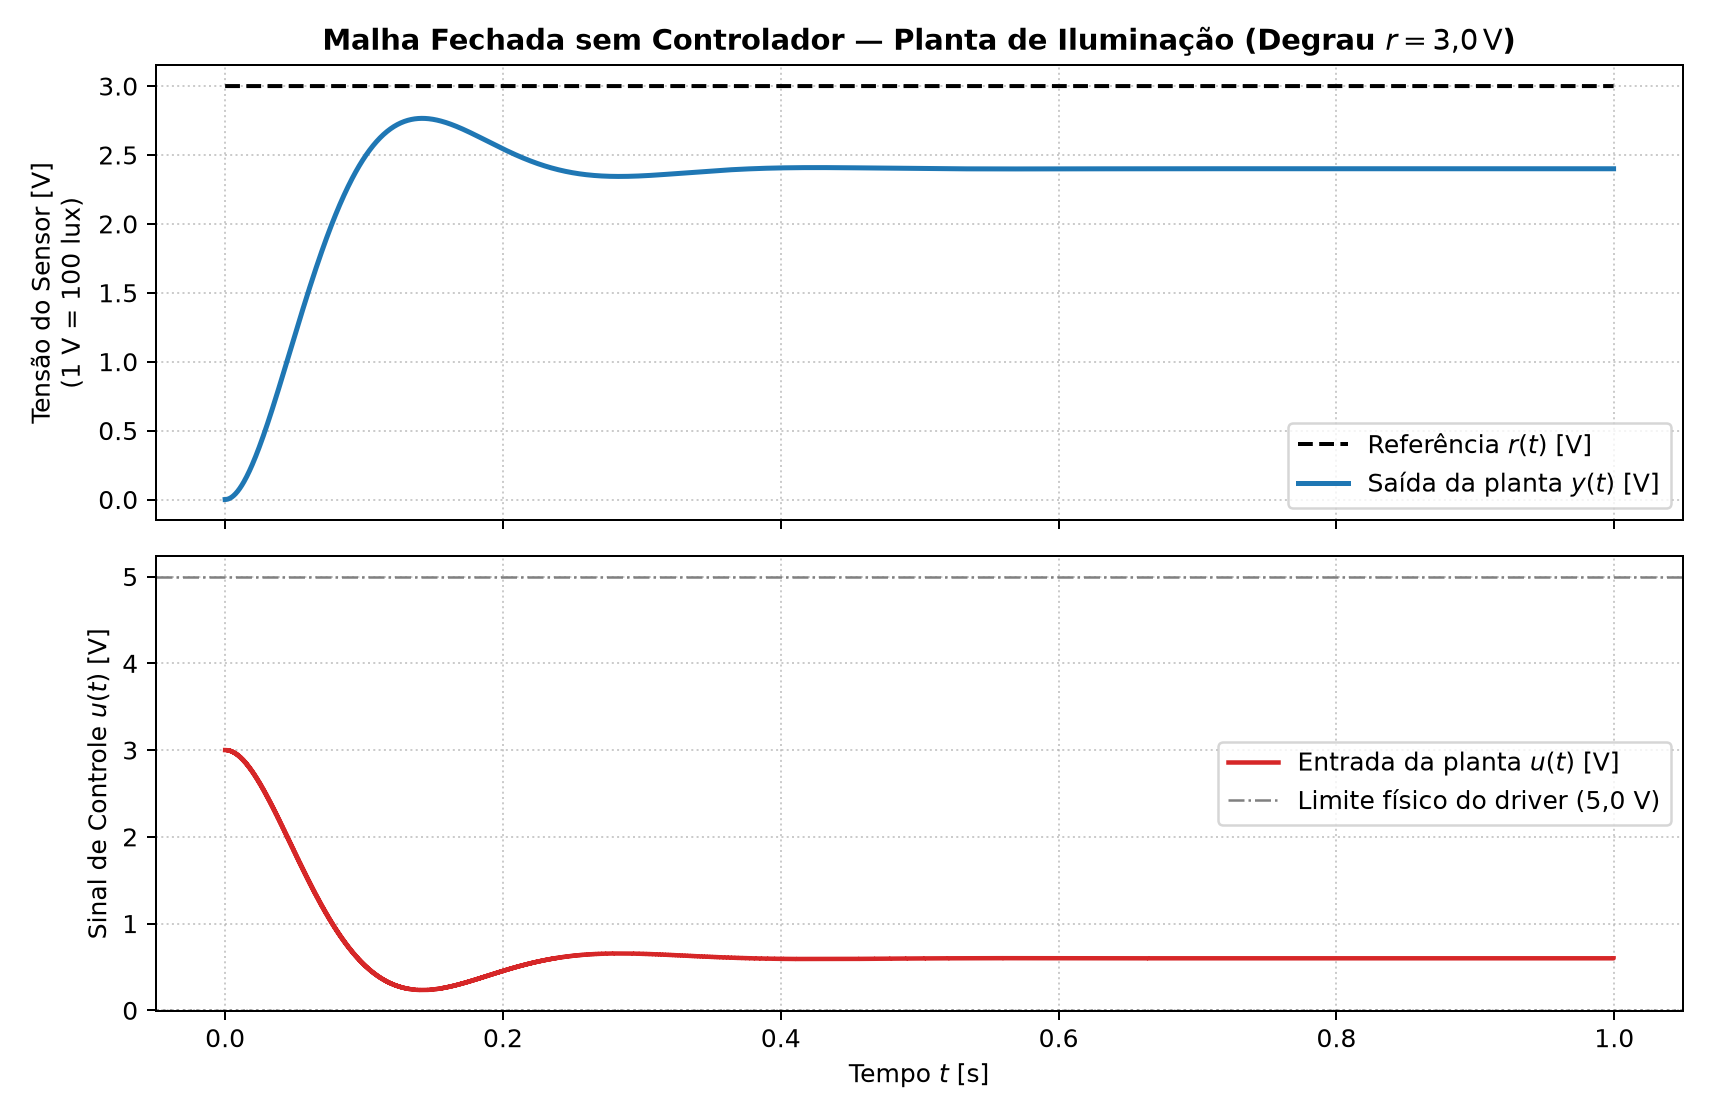 Malha Fechada sem Controlador — Planta de Iluminação (Degrau r = 3,0 V)
Tensão do Sensor [V]
(1 V = 100 lux)
3.0
2.5
2.0
1.5
1.0
0.5
0.0
Referência r(t) [V]
Saída da planta y(t) [V]
Sinal de Controle u(t) [V]
5
4
3
2
1
0
Entrada da planta u(t) [V]
Limite físico do driver (5,0 V)
0.0 0.2 0.4 0.6 0.8 1.0
Tempo t [s]